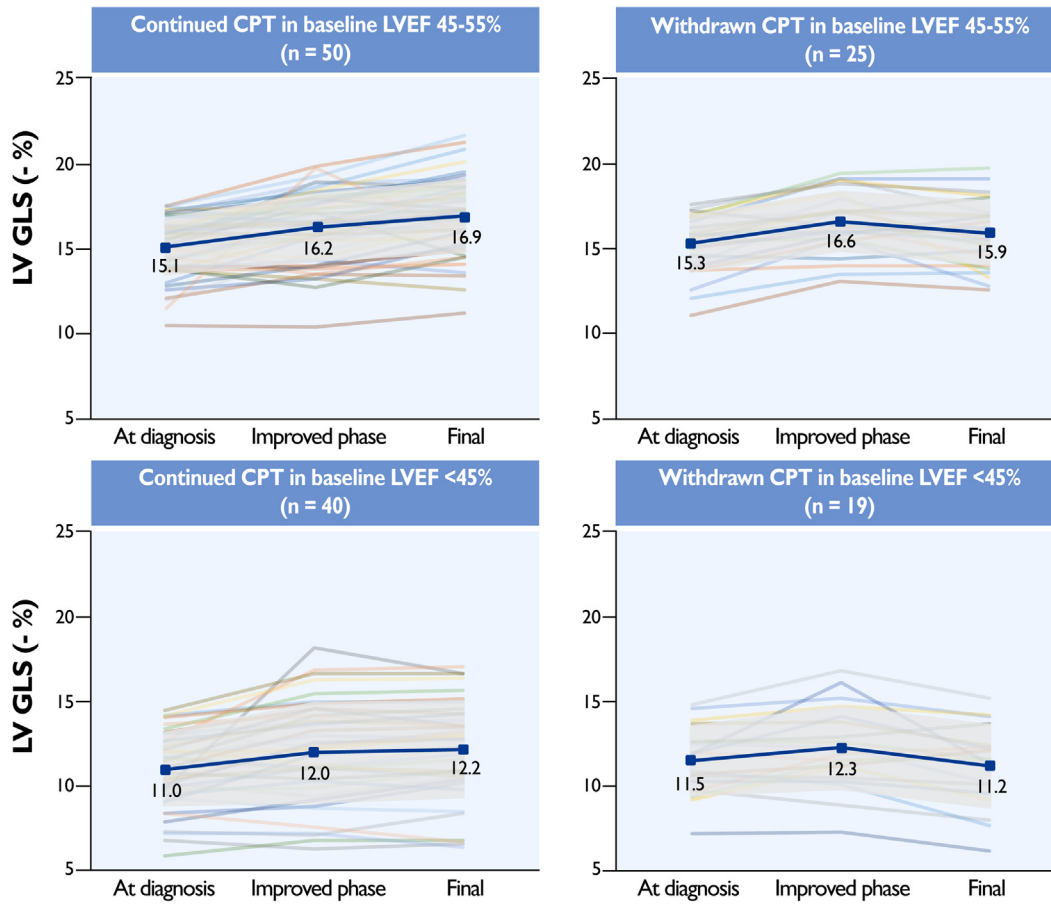 Continued CPT in baseline LVEF 45-55%
(n = 50)
Withdrawn CPT in baseline LVEF 45-55%
(n = 25)
LV GLS (- %)
25
20
15
10
5
15.1
16.2
16.9
At diagnosis
Improved phase
Final
25
20
15
10
5
15.3
16.6
15.9
At diagnosis
Improved phase
Final
Continued CPT in baseline LVEF <45%
(n = 40)
Withdrawn CPT in baseline LVEF <45%
(n = 19)
LV GLS (- %)
25
20
15
10
5
11.0
12.0
12.2
At diagnosis
Improved phase
Final
25
20
15
10
5
11.5
12.3
11.2
At diagnosis
Improved phase
Final